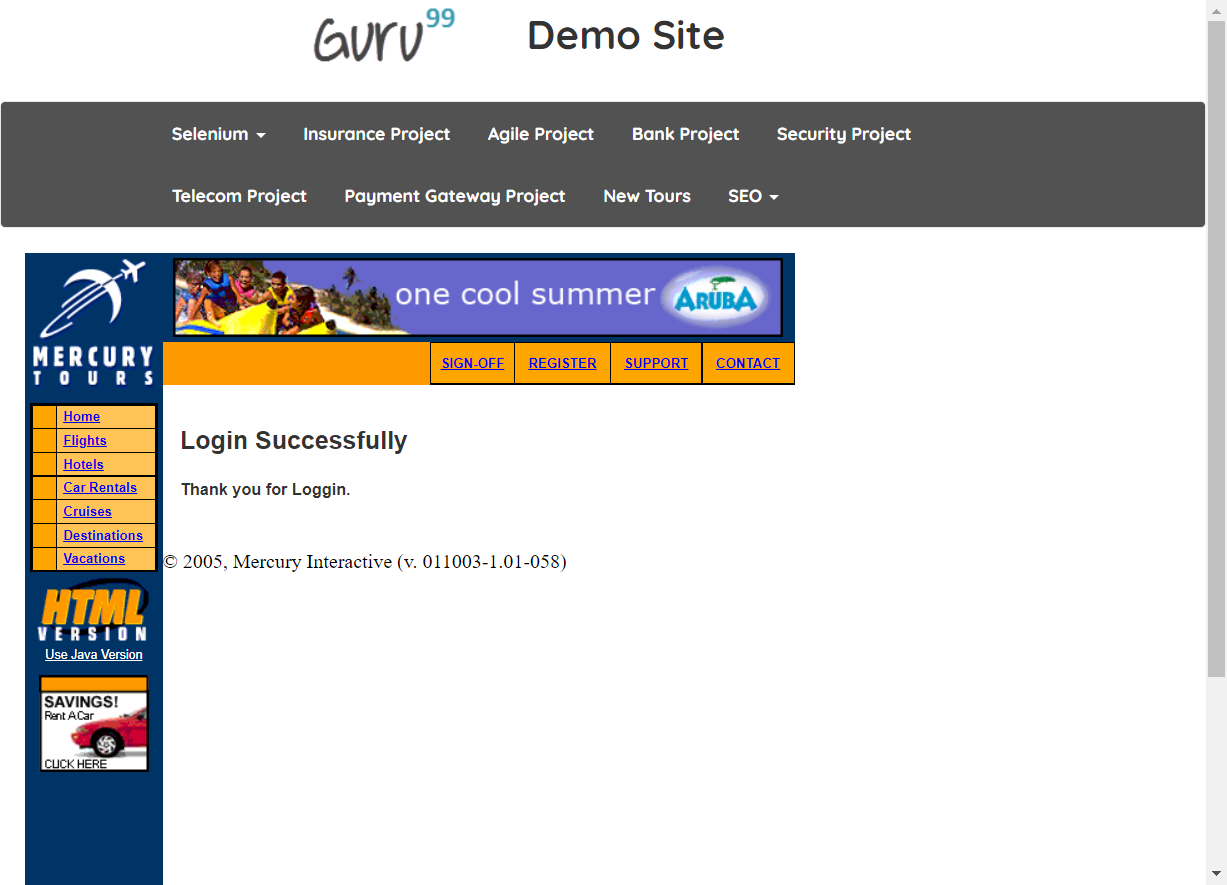 Guru99 Demo Site
Selenium Insurance Project Agile Project Bank Project Security Project
Telecom Project Payment Gateway Project New Tours SEO
one cool summer ARUBA
MERCURY
TOURS
SIGN-OFF REGISTER SUPPORT CONTACT
Home
Flights
Hotels
Car Rentals
Cruises
Destinations
Vacations
Login Successfully
Thank you for Loggin.
© 2005, Mercury Interactive (v. 011003-1.01-058)
HTML
VERSION
Use Java Version
SAVINGS!
Rent A Car
CLICK HERE